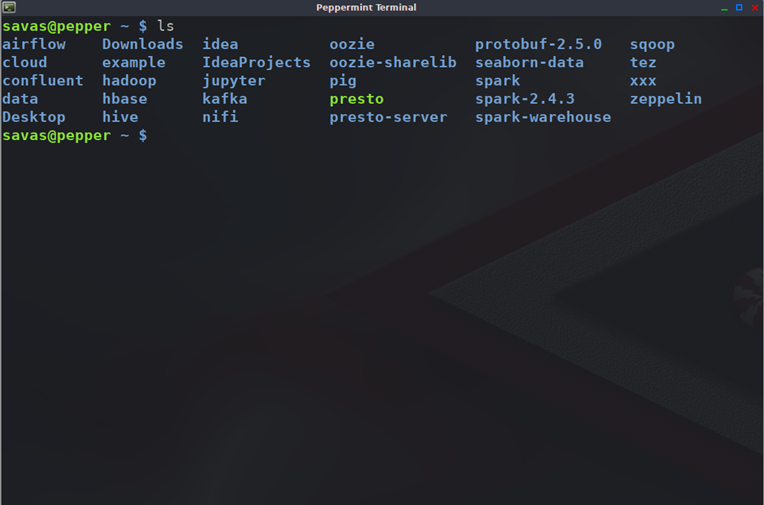 Peppermint Terminal
savas@pepper ~ $ ls
airflow Downloads idea oozie protobuf-2.5.0 sqoop
cloud example IdeaProjects oozie-sharelib seaborn-data tez
confluent hadoop jupyter pig spark xxx
data hbase kafka presto spark-2.4.3 zeppelin
Desktop hive nifi presto-server spark-warehouse
savas@pepper ~ $